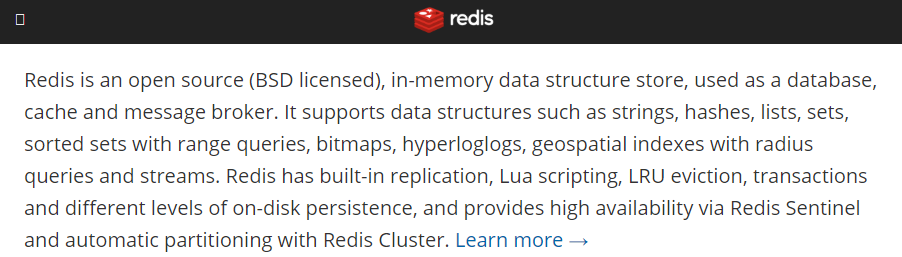 redis
Redis is an open source (BSD licensed), in-memory data structure store, used as a database,
cache and message broker. It supports data structures such as strings, hashes, lists, sets,
sorted sets with range queries, bitmaps, hyperloglogs, geospatial indexes with radius
queries and streams. Redis has built-in replication, Lua scripting, LRU eviction, transactions
and different levels of on-disk persistence, and provides high availability via Redis Sentinel
and automatic partitioning with Redis Cluster. Learn more →